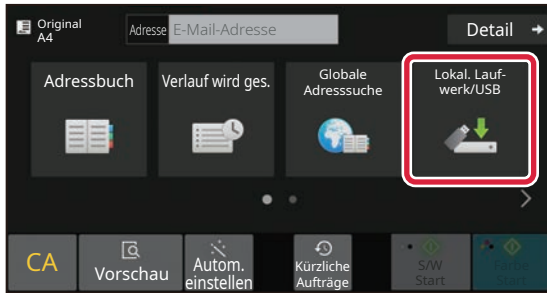 Original
A4
Adresse E-Mail-Adresse
Detail
Adressbuch
Verlauf wird ges.
Globale
Adresssuche
Lokal. Lauf-
werk/USB
CA
Vorschau
Autom.
einstellen
Kürzliche
Aufträge
S/W
Start
Farbe
Start